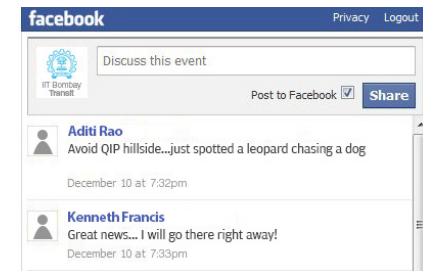 facebook
Privacy Logout
Discuss this event
IIT Bombay
Transit
Post to Facebook
Share
Aditi Rao
Avoid QIP hillside...just spotted a leopard chasing a dog
December 10 at 7:32pm
Kenneth Francis
Great news... I will go there right away!
December 10 at 7:33pm